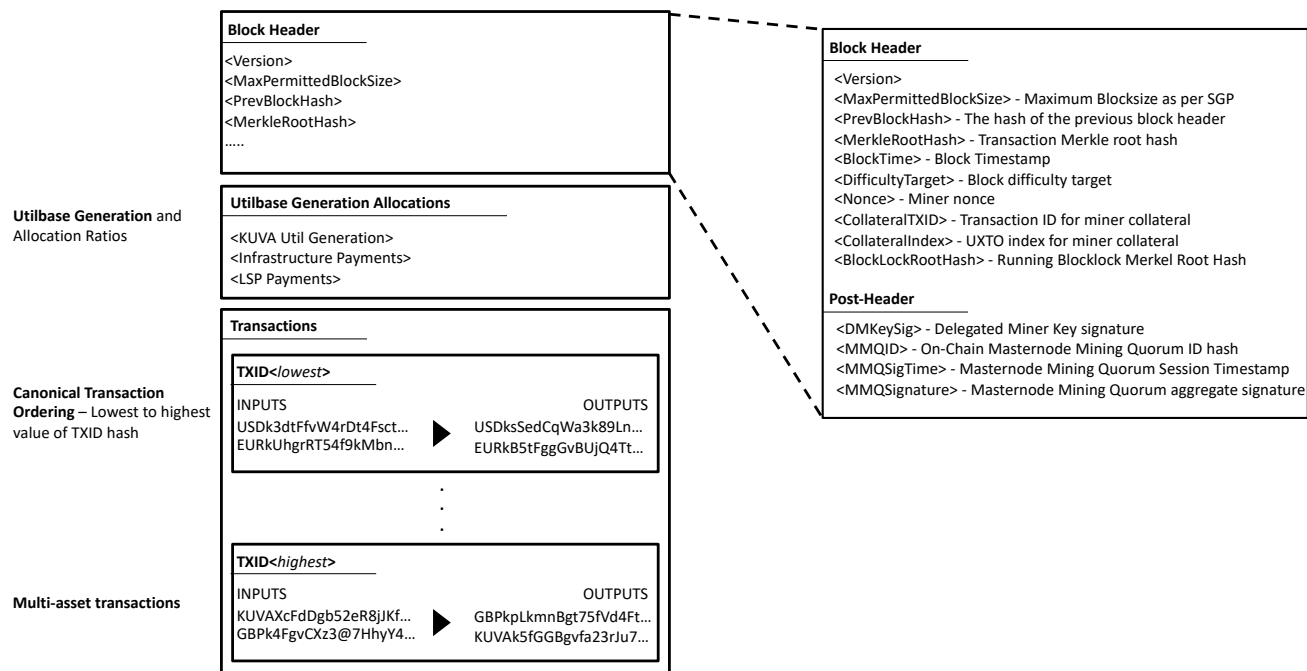 Block Header
<Version>
<MaxPermittedBlockSize>
<PrevBlockHash>
<MerkleRootHash>
…..
Utilbase Generation and
Allocation Ratios
Utilbase Generation Allocations
<KUVA Util Generation>
<Infrastructure Payments>
<LSP Payments>
Transactions
Canonical Transaction
Ordering – Lowest to highest
value of TXID hash
TXID<lowest>
INPUTS
OUTPUTS
USDk3dtFfvW4rDt4Fsct…
USDksSedCqWa3k89Ln…
EURkUhgrRT54f9kMbn…
EURkB5tFggGvBUjQ4Tt…
.
.
.
Multi-asset transactions
TXID<highest>
INPUTS
OUTPUTS
KUVAXcFdDgb52eR8jJKf…
GBPkpLkmnBgt75fVd4Ft…
GBPk4FgvCXz3@7HhyY4…
KUVAk5fGGBgvfa23rJu7…
Block Header
<Version>
<MaxPermittedBlockSize> - Maximum Blocksize as per SGP
<PrevBlockHash> - The hash of the previous block header
<MerkleRootHash> - Transaction Merkle root hash
<BlockTime> - Block Timestamp
<DifficultyTarget> - Block difficulty target
<Nonce> – Miner nonce
<CollateralTXID> - Transaction ID for miner collateral
<CollateralIndex> - UXTO index for miner collateral
<BlockLockRootHash> - Running Blocklock Merkel Root Hash
Post-Header
<DMKeySig> - Delegated Miner Key signature
<MMQID> - On-Chain Masternode Mining Quorum ID hash
<MMQSigTime> - Masternode Mining Quorum Session Timestamp
<MMQSignature> - Masternode Mining Quorum aggregate signature